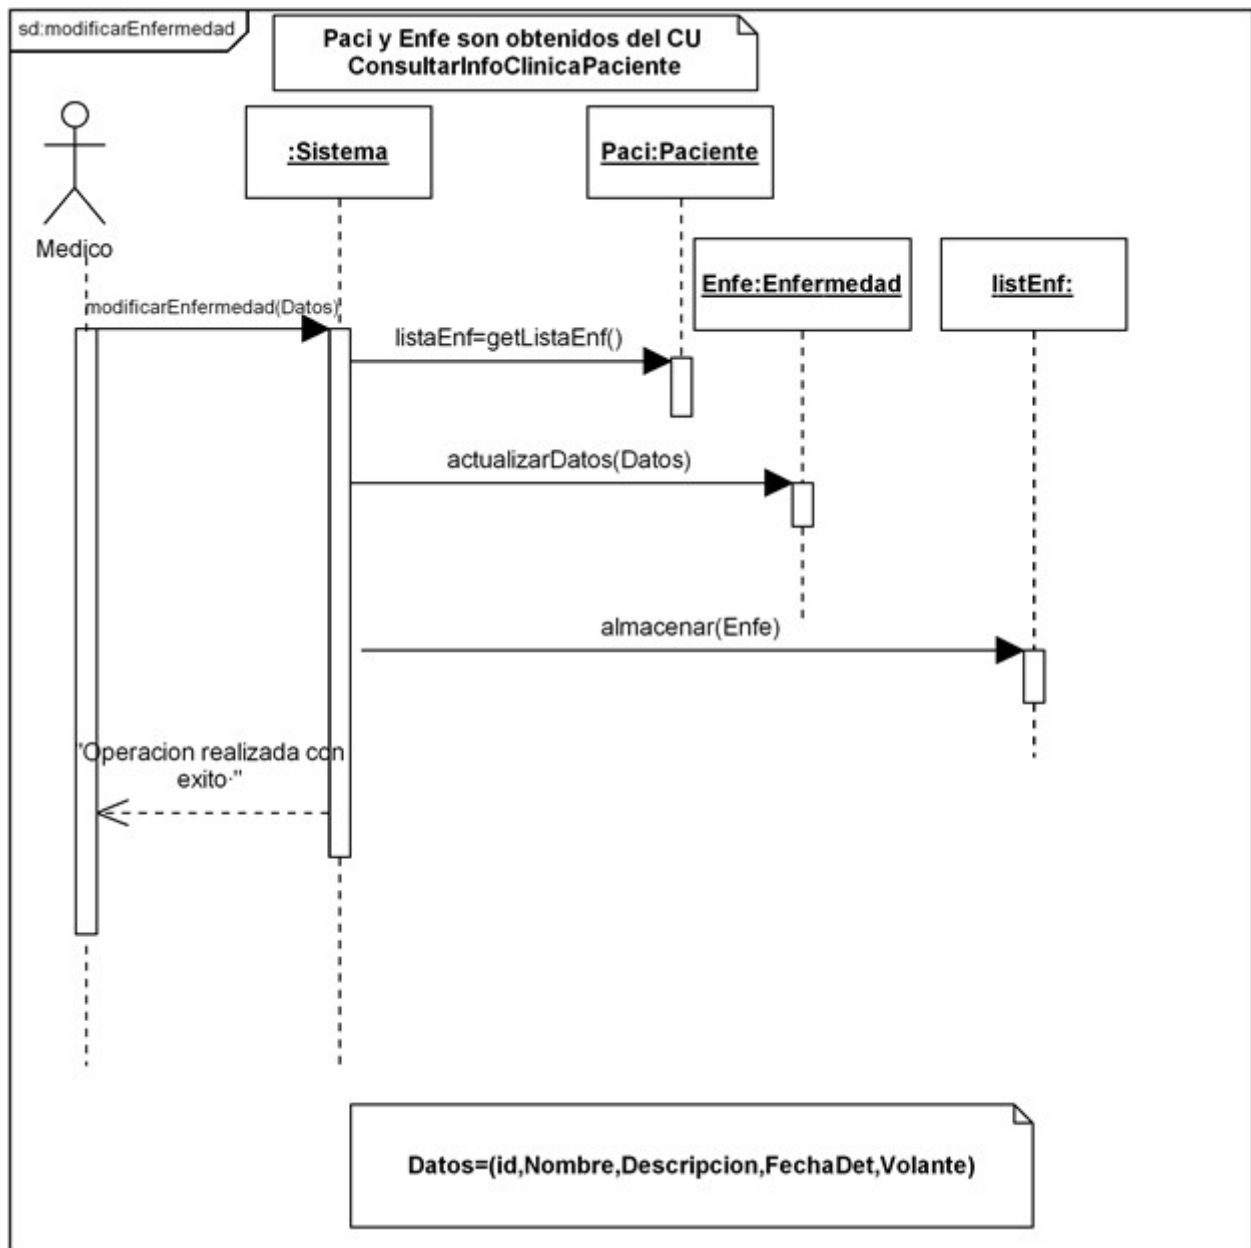 sd:modificarEnfermedad
Paci y Enfe son obtenidos del CU
ConsultarInfoClinicaPaciente
:Sistema
Paci:Paciente
Medico
Enfe:Enfermedad
listEnf:
modificarEnfermedad(Datos)
listaEnf=getListaEnf()
actualizarDatos(Datos)
almacenar(Enfe)
"Operacion realizada con
exito·"
Datos=(id,Nombre,Descripcion,FechaDet,Volante)